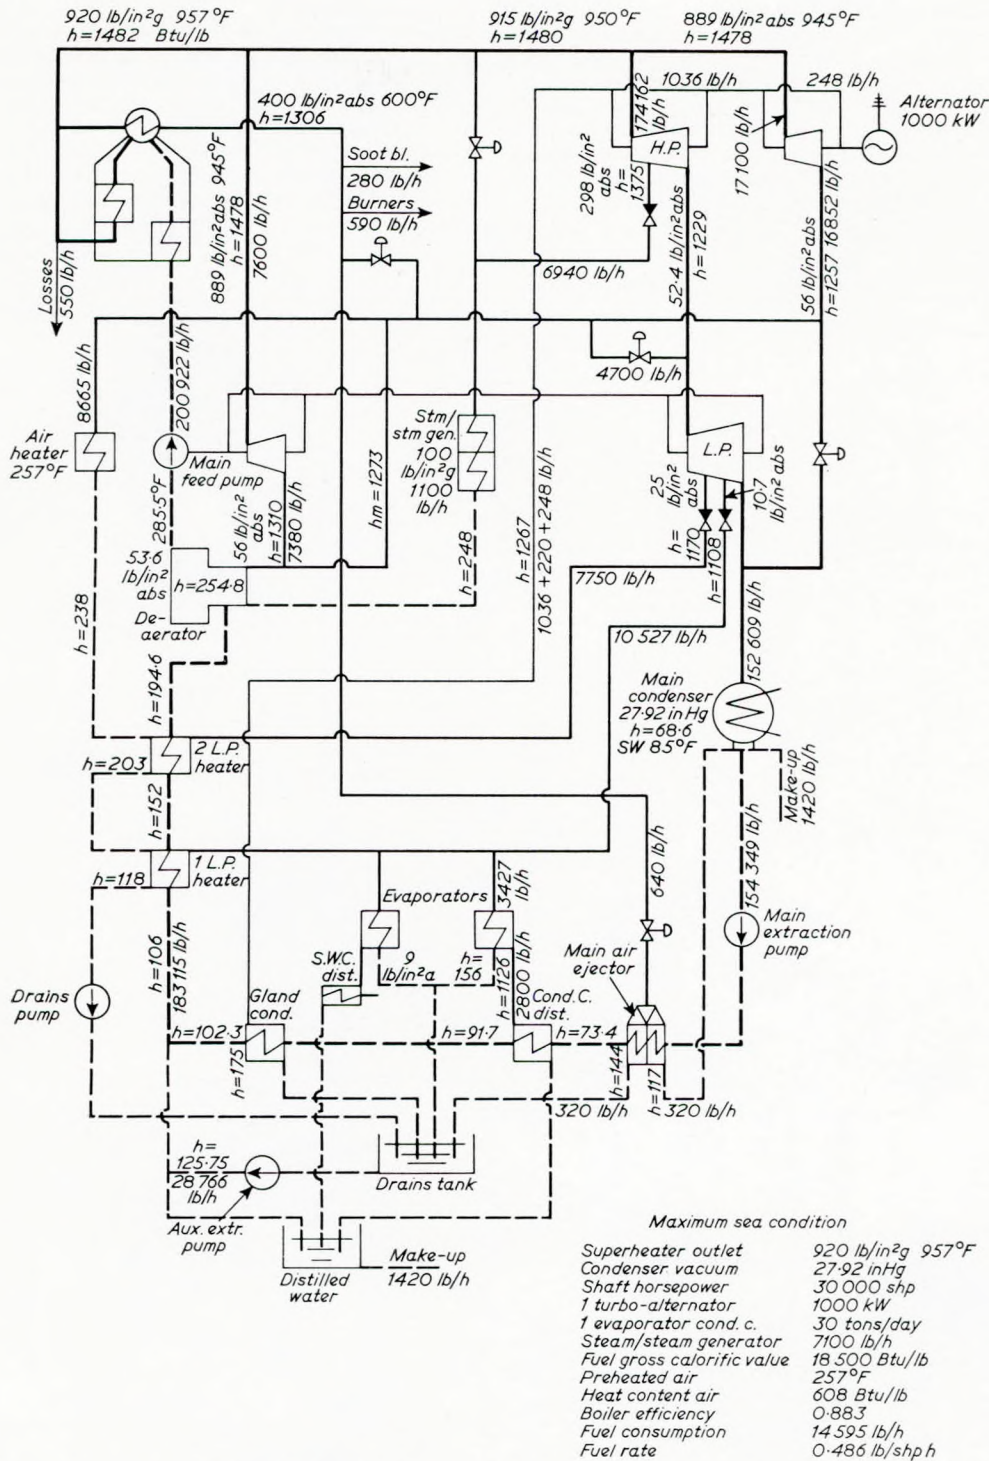 920 lb/in²g 957°F
h=1482 Btu/lb
915 lb/in²g 950°F
h=1480
889 lb/in² abs 945°F
h=1478
400 lb/in² abs 600°F
h=1306
Soot bl.
280 lb/h
Burners
590 lb/h
889 lb/in² abs 945°F
h=1478
7600 lb/h
Losses
550 lb/h
1036 lb/h
248 lb/h
Alternator
1000 kW
174162
lb/h
H.P.
17100 lb/h
298 lb/in²
abs
h=
1375
6940 lb/h
52·4 lb/in² abs
h=1229
56 lb/in² abs
h=1257 16852 lb/h
4700 lb/h
8665 lb/h
200 922 lb/h
Air
heater
257°F
Main
feed pump
Stm/
stm gen.
100
lb/in²g
1100
lb/h
L.P.
25
lb/in²
abs
h=
1170
10·7
lb/in² abs
h=1108
285·5°F
56 lb/in²
abs
h=1310
7380 lb/h
hm=1273
h=248
h=1267
1036+220+248 lb/h
53·6
lb/in²
abs
h=254·8
De-
aerator
7750 lb/h
10 527 lb/h
152 609 lb/h
h=238
h=194·6
Main
condenser
27·92 in Hg
h=68·6
SW 85°F
2 L.P.
heater
h=203
h=152
Make-up
1420 lb/h
1 L.P.
heater
h=118
640 lb/h
154 349 lb/h
Evaporators
3427
lb/h
Main
extraction
pump
h=106
183 115 lb/h
S.W.C.
dist.
9
lb/in²a
h=
156
h=1126
2800 lb/h
Main air
ejector
Drains
pump
Gland
cond.
Cond. C.
dist.
h=102·3
h=175
h=91·7
h=73·4
h=144
h=117
320 lb/h
320 lb/h
h=
125·75
28 766
lb/h
Drains tank
Aux. extr.
pump
Make-up
1420 lb/h
Distilled
water
Maximum sea condition
Superheater outlet 920 lb/in²g 957°F
Condenser vacuum 27·92 inHg
Shaft horsepower 30 000 shp
1 turbo-alternator 1000 kW
1 evaporator cond. c. 30 tons/day
Steam/steam generator 7100 lb/h
Fuel gross calorific value 18 500 Btu/lb
Preheated air 257°F
Heat content air 608 Btu/lb
Boiler efficiency 0·883
Fuel consumption 14 595 lb/h
Fuel rate 0·486 lb/shp h